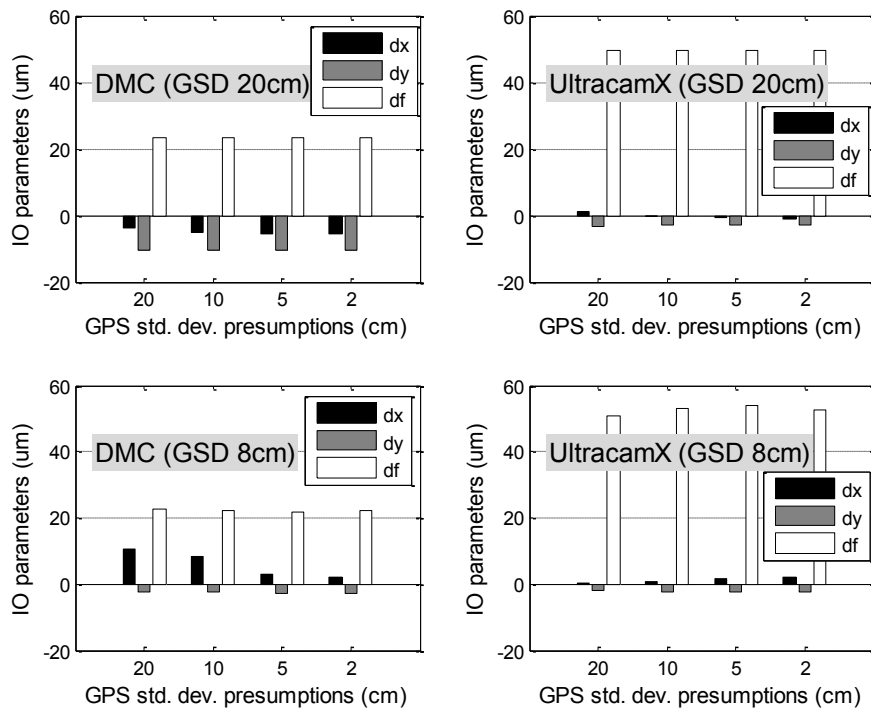 60
40
20
0
-20
IO parameters (um)
DMC (GSD 20cm)
dx
dy
df
20 10 5 2
GPS std. dev. presumptions (cm)
60
40
20
0
-20
IO parameters (um)
UltracamX (GSD 20cm)
dx
dy
df
20 10 5 2
GPS std. dev. presumptions (cm)
60
40
20
0
-20
IO parameters (um)
DMC (GSD 8cm)
dx
dy
df
20 10 5 2
GPS std. dev. presumptions (cm)
60
40
20
0
-20
IO parameters (um)
UltracamX (GSD 8cm)
dx
dy
df
20 10 5 2
GPS std. dev. presumptions (cm)